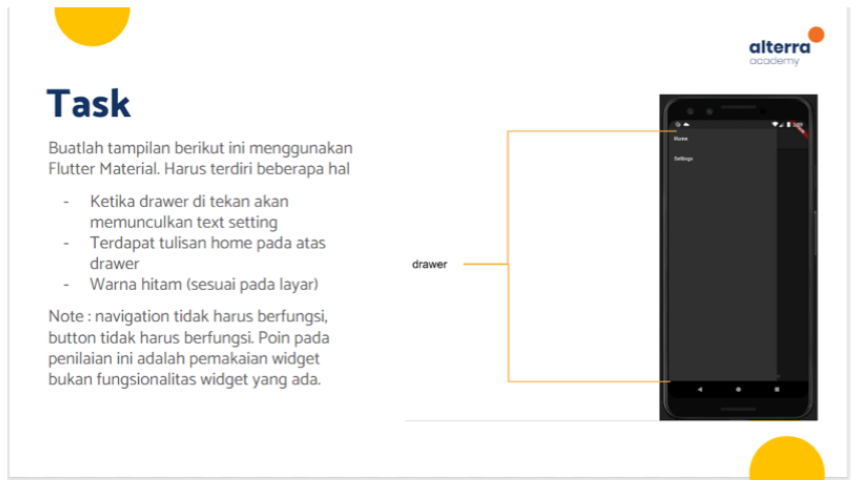 alterra
academy
Task
Buatlah tampilan berikut ini menggunakan
Flutter Material. Harus terdiri beberapa hal
- Ketika drawer di tekan akan
memunculkan text setting
- Terdapat tulisan home pada atas
drawer
- Warna hitam (sesuai pada layar)
Note : navigation tidak harus berfungsi,
button tidak harus berfungsi. Poin pada
penilaian ini adalah pemakaian widget
bukan fungsionalitas widget yang ada.
drawer
Home
Settings